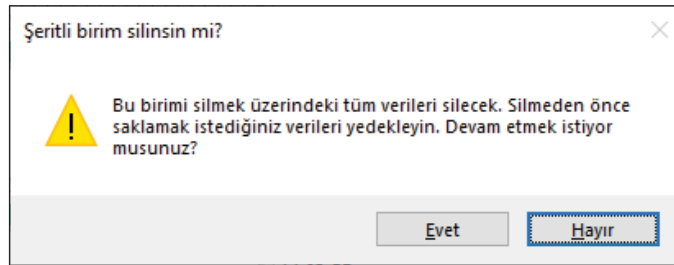 Şeritli birim silinsin mi?
Bu birimi silmek üzerindeki tüm verileri silecek. Silmeden önce
saklamak istediğiniz verileri yedekleyin. Devam etmek istiyor
musunuz?
Evet
Hayır